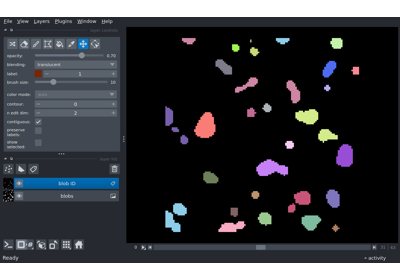 File View Layers Plugins Window Help
opacity: 0.70
blending: translucent
label: 1
brush size: 10
color mode:
contour: 0
n edit dim: 2
contiguous:
preserve
labels:
show
selected:
blob ID
blobs
Ready
activity